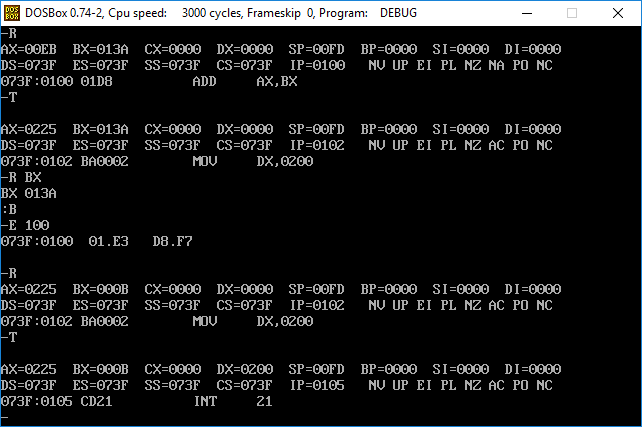 DOSBox 0.74-2, Cpu speed: 3000 cycles, Frameskip 0, Program: DEBUG
-R
AX=00EB BX=013A CX=0000 DX=0000 SP=00FD BP=0000 SI=0000 DI=0000
DS=073F ES=073F SS=073F CS=073F IP=0100 NV UP EI PL NZ NA PO NC
073F:0100 01D8 ADD AX,BX
-T
AX=0225 BX=013A CX=0000 DX=0000 SP=00FD BP=0000 SI=0000 DI=0000
DS=073F ES=073F SS=073F CS=073F IP=0102 NV UP EI PL NZ AC PO NC
073F:0102 BA0002 MOV DX,0200
-R BX
BX 013A
:B
-E 100
073F:0100 01.E3 D8.F7
-R
AX=0225 BX=000B CX=0000 DX=0000 SP=00FD BP=0000 SI=0000 DI=0000
DS=073F ES=073F SS=073F CS=073F IP=0102 NV UP EI PL NZ AC PO NC
073F:0102 BA0002 MOV DX,0200
-T
AX=0225 BX=000B CX=0000 DX=0200 SP=00FD BP=0000 SI=0000 DI=0000
DS=073F ES=073F SS=073F CS=073F IP=0105 NV UP EI PL NZ AC PO NC
073F:0105 CD21 INT 21
-